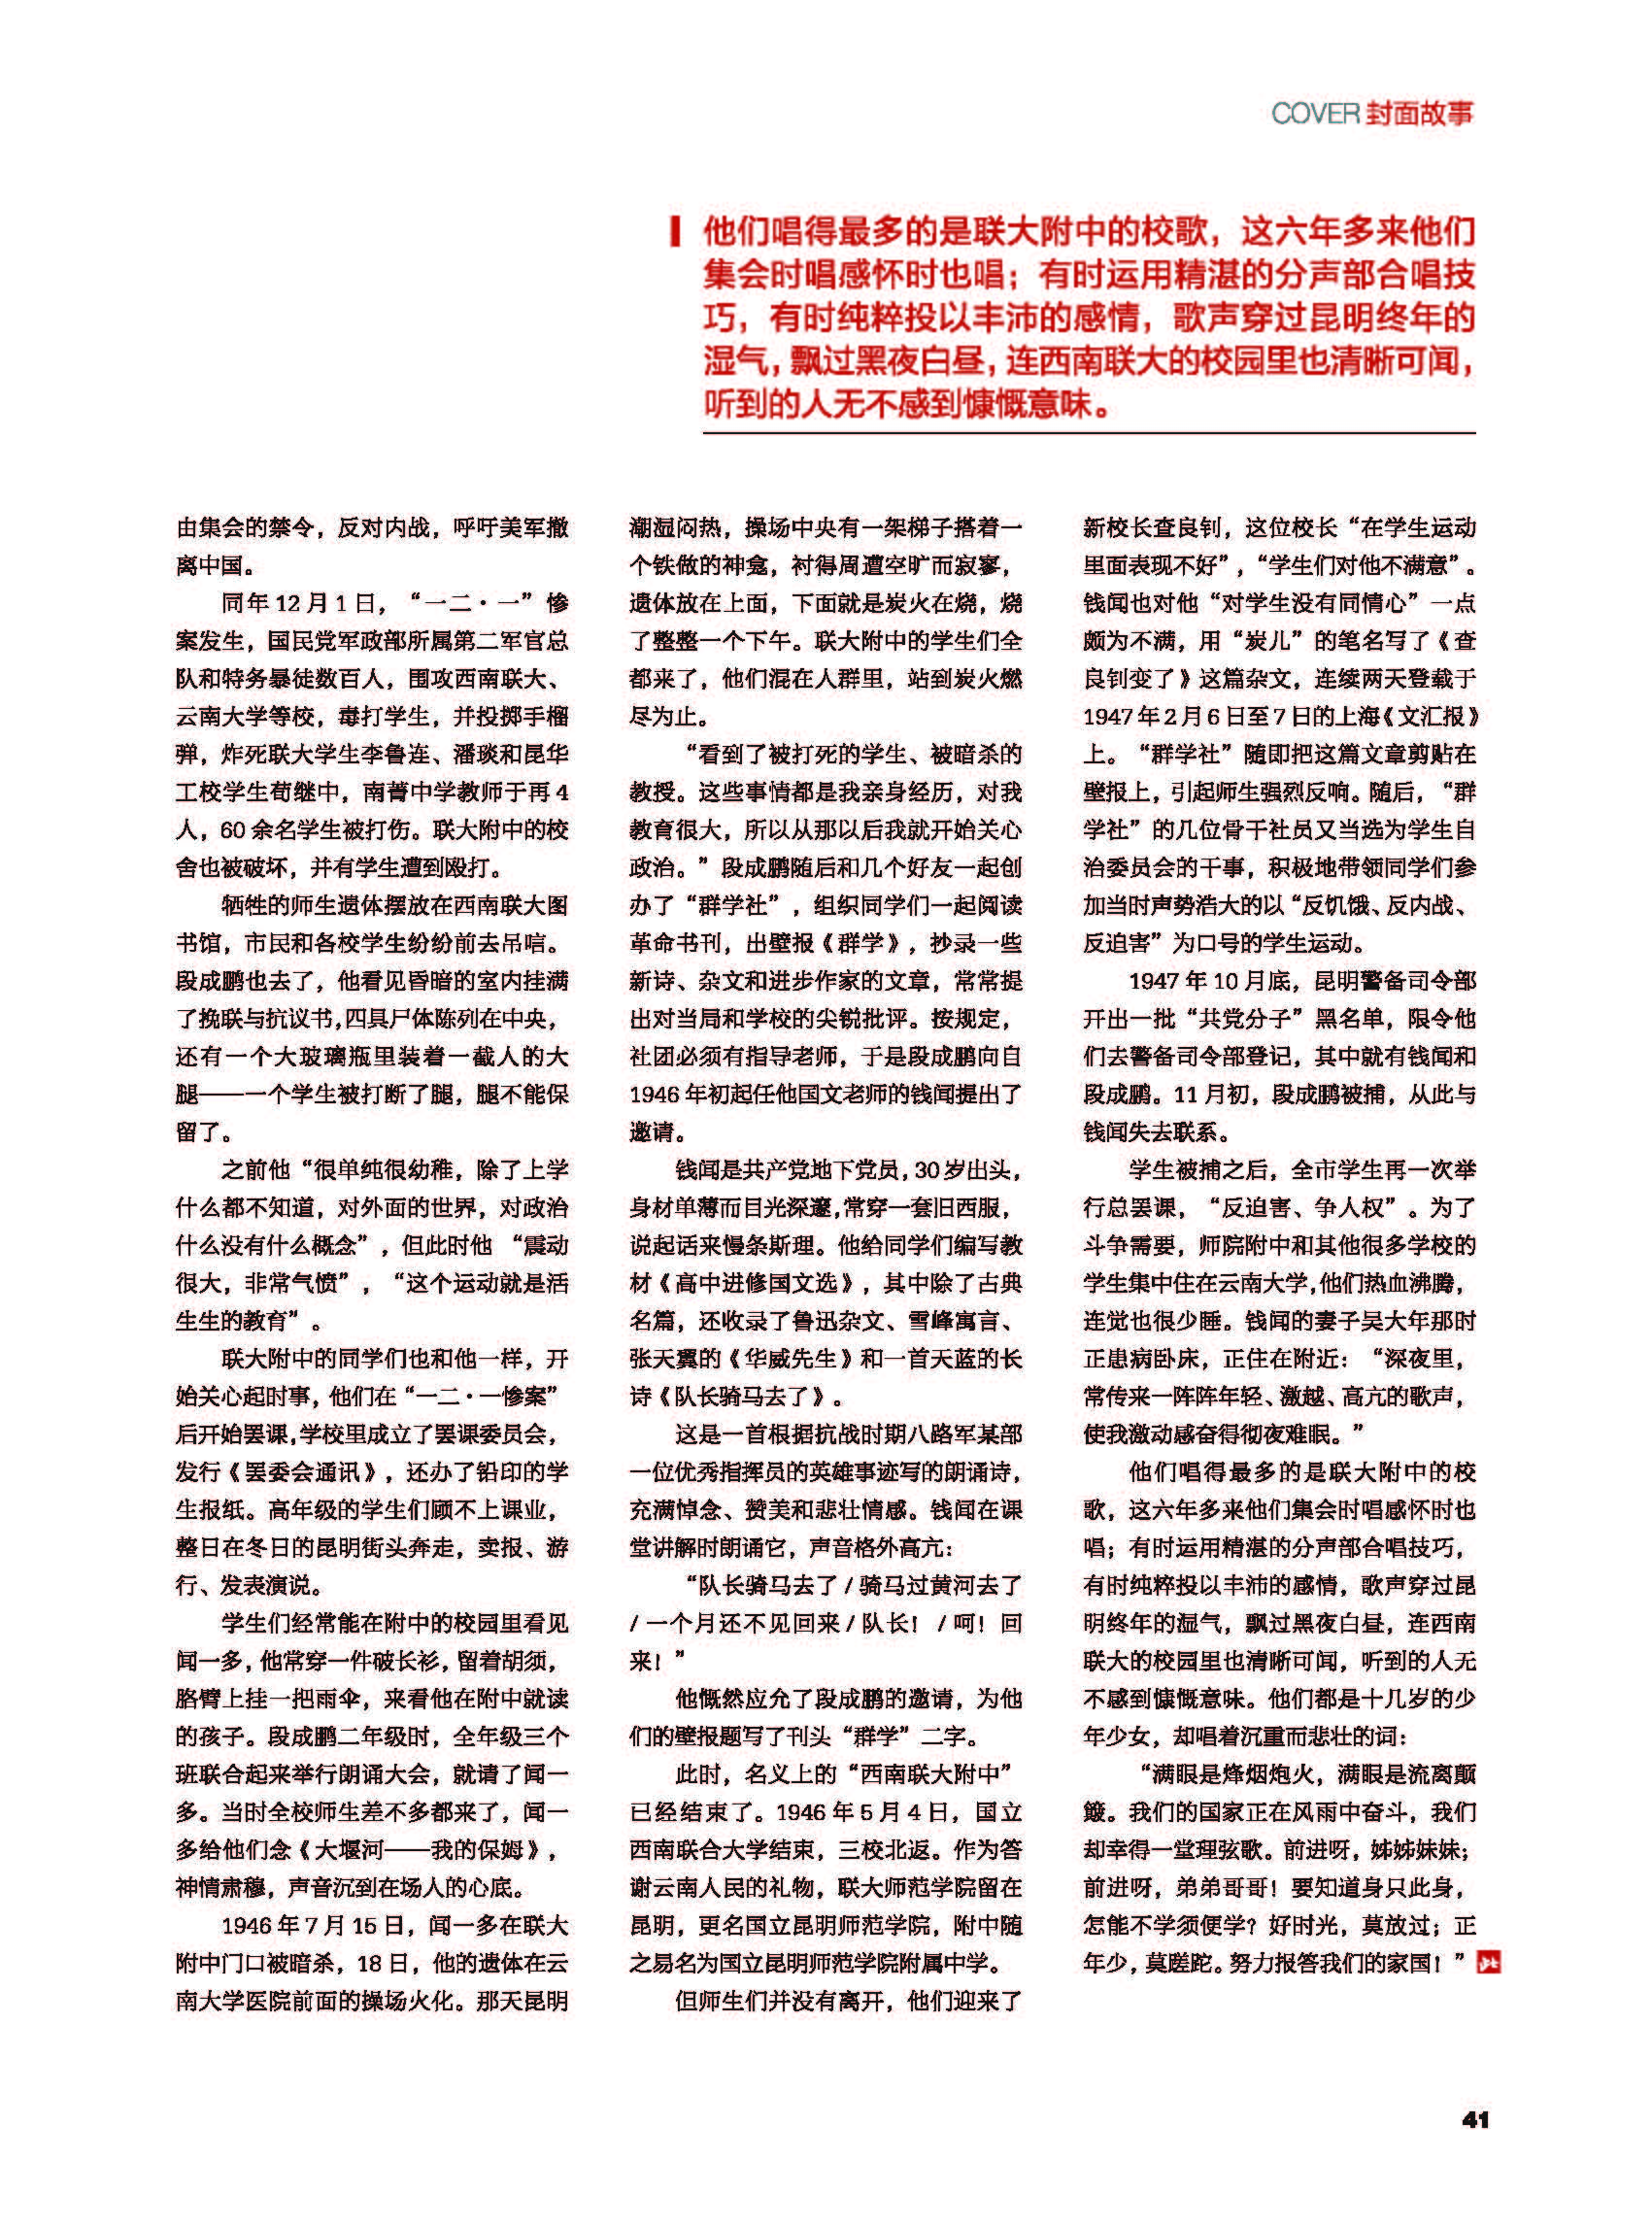 COVER 封面故事
他们唱得最多的是联大附中的校歌，这六年多来他们
集会时唱感怀时也唱；有时运用精湛的分声部合唱技
巧，有时纯粹投以丰沛的感情，歌声穿过昆明终年的
湿气，飘过黑夜白昼，连西南联大的校园里也清晰可闻，
听到的人无不感到慷慨意味。
由集会的禁令，反对内战，呼吁美军撤
离中国。
同年 12 月 1 日，“一二·一”惨
案发生，国民党军政部所属第二军官总
队和特务暴徒数百人，围攻西南联大、
云南大学等校，毒打学生，并投掷手榴
弹，炸死联大学生李鲁连、潘琰和昆华
工校学生荀继中，南菁中学教师于再 4
人，60 余名学生被打伤。联大附中的校
舍也被破坏，并有学生遭到殴打。
牺牲的师生遗体摆放在西南联大图
书馆，市民和各校学生纷纷前去吊唁。
段成鹏也去了，他看见昏暗的室内挂满
了挽联与抗议书，四具尸体陈列在中央，
还有一个大玻璃瓶里装着一截人的大
腿——一个学生被打断了腿，腿不能保
留了。
之前他“很单纯很幼稚，除了上学
什么都不知道，对外面的世界，对政治
什么没有什么概念”，但此时他 “震动
很大，非常气愤”，“这个运动就是活
生生的教育”。
联大附中的同学们也和他一样，开
始关心起时事，他们在“一二·一惨案”
后开始罢课，学校里成立了罢课委员会，
发行《罢委会通讯》，还办了铅印的学
生报纸。高年级的学生们顾不上课业，
整日在冬日的昆明街头奔走，卖报、游
行、发表演说。
学生们经常能在附中的校园里看见
闻一多，他常穿一件破长衫，留着胡须，
胳臂上挂一把雨伞，来看他在附中就读
的孩子。段成鹏二年级时，全年级三个
班联合起来举行朗诵大会，就请了闻一
多。当时全校师生差不多都来了，闻一
多给他们念《大堰河——我的保姆》，
神情肃穆，声音沉到在场人的心底。
1946 年 7 月 15 日，闻一多在联大
附中门口被暗杀，18 日，他的遗体在云
南大学医院前面的操场火化。那天昆明
潮湿闷热，操场中央有一架梯子搭着一
个铁做的神龛，衬得周遭空旷而寂寥，
遗体放在上面，下面就是炭火在烧，烧
了整整一个下午。联大附中的学生们全
都来了，他们混在人群里，站到炭火燃
尽为止。
“看到了被打死的学生、被暗杀的
教授。这些事情都是我亲身经历，对我
教育很大，所以从那以后我就开始关心
政治。”段成鹏随后和几个好友一起创
办了“群学社”，组织同学们一起阅读
革命书刊，出壁报《群学》，抄录一些
新诗、杂文和进步作家的文章，常常提
出对当局和学校的尖锐批评。按规定，
社团必须有指导老师，于是段成鹏向自
1946 年初起任他国文老师的钱闻提出了
邀请。
钱闻是共产党地下党员，30 岁出头，
身材单薄而目光深邃，常穿一套旧西服，
说起话来慢条斯理。他给同学们编写教
材《高中进修国文选》，其中除了古典
名篇，还收录了鲁迅杂文、雪峰寓言、
张天翼的《华威先生》和一首天蓝的长
诗《队长骑马去了》。
这是一首根据抗战时期八路军某部
一位优秀指挥员的英雄事迹写的朗诵诗，
充满悼念、赞美和悲壮情感。钱闻在课
堂讲解时朗诵它，声音格外高亢：
“队长骑马去了 / 骑马过黄河去了
/ 一个月还不见回来 / 队长！/ 呵！回
来！”
他慨然应允了段成鹏的邀请，为他
们的壁报题写了刊头“群学”二字。
此时，名义上的“西南联大附中”
已经结束了。1946 年 5 月 4 日，国立
西南联合大学结束，三校北返。作为答
谢云南人民的礼物，联大师范学院留在
昆明，更名国立昆明师范学院，附中随
之易名为国立昆明师范学院附属中学。
但师生们并没有离开，他们迎来了
新校长查良钊，这位校长“在学生运动
里面表现不好”，“学生们对他不满意”。
钱闻也对他“对学生没有同情心”一点
颇为不满，用“炭儿”的笔名写了《查
良钊变了》这篇杂文，连续两天登载于
1947 年 2 月 6 日至 7 日的上海《文汇报》
上。“群学社”随即把这篇文章剪贴在
壁报上，引起师生强烈反响。随后，“群
学社”的几位骨干社员又当选为学生自
治委员会的干事，积极地带领同学们参
加当时声势浩大的以“反饥饿、反内战、
反迫害”为口号的学生运动。
1947 年 10 月底，昆明警备司令部
开出一批“共党分子”黑名单，限令他
们去警备司令部登记，其中就有钱闻和
段成鹏。11 月初，段成鹏被捕，从此与
钱闻失去联系。
学生被捕之后，全市学生再一次举
行总罢课，“反迫害、争人权”。为了
斗争需要，师院附中和其他很多学校的
学生集中住在云南大学，他们热血沸腾，
连觉也很少睡。钱闻的妻子吴大年那时
正患病卧床，正住在附近：“深夜里，
常传来一阵阵年轻、激越、高亢的歌声，
使我激动感奋得彻夜难眠。”
他们唱得最多的是联大附中的校
歌，这六年多来他们集会时唱感怀时也
唱；有时运用精湛的分声部合唱技巧，
有时纯粹投以丰沛的感情，歌声穿过昆
明终年的湿气，飘过黑夜白昼，连西南
联大的校园里也清晰可闻，听到的人无
不感到慷慨意味。他们都是十几岁的少
年少女，却唱着沉重而悲壮的词：
“满眼是烽烟炮火，满眼是流离颠
簸。我们的国家正在风雨中奋斗，我们
却幸得一堂理弦歌。前进呀，姊姊妹妹；
前进呀，弟弟哥哥！要知道身只此身，
怎能不学须便学？好时光，莫放过；正
年少，莫蹉跎。努力报答我们的家国！”
41